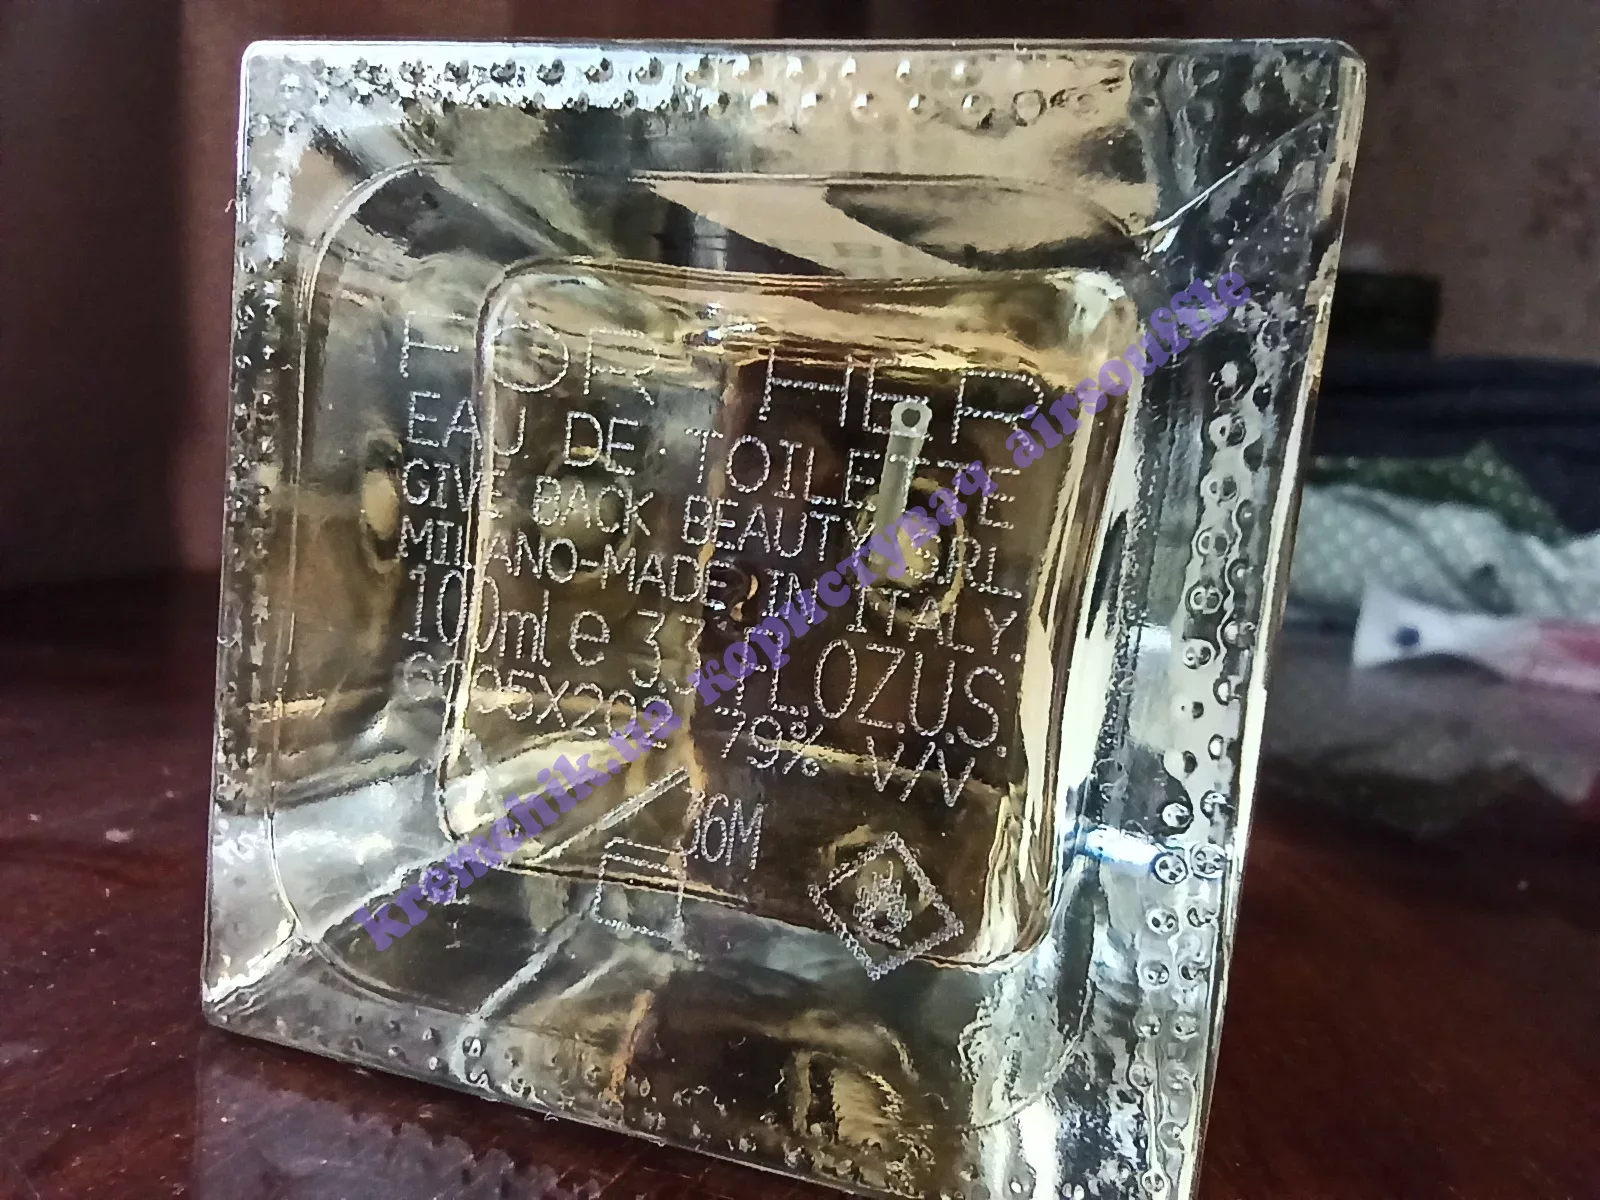 FOR HER
EAU DE TOILETTE
GIVE BACK BEAUTY SRL
MILANO-MADE IN ITALY.
100ml e 3.3 FL.OZ.U.S.
79% V/V
36M
kremchik.ua користувач airsoufle